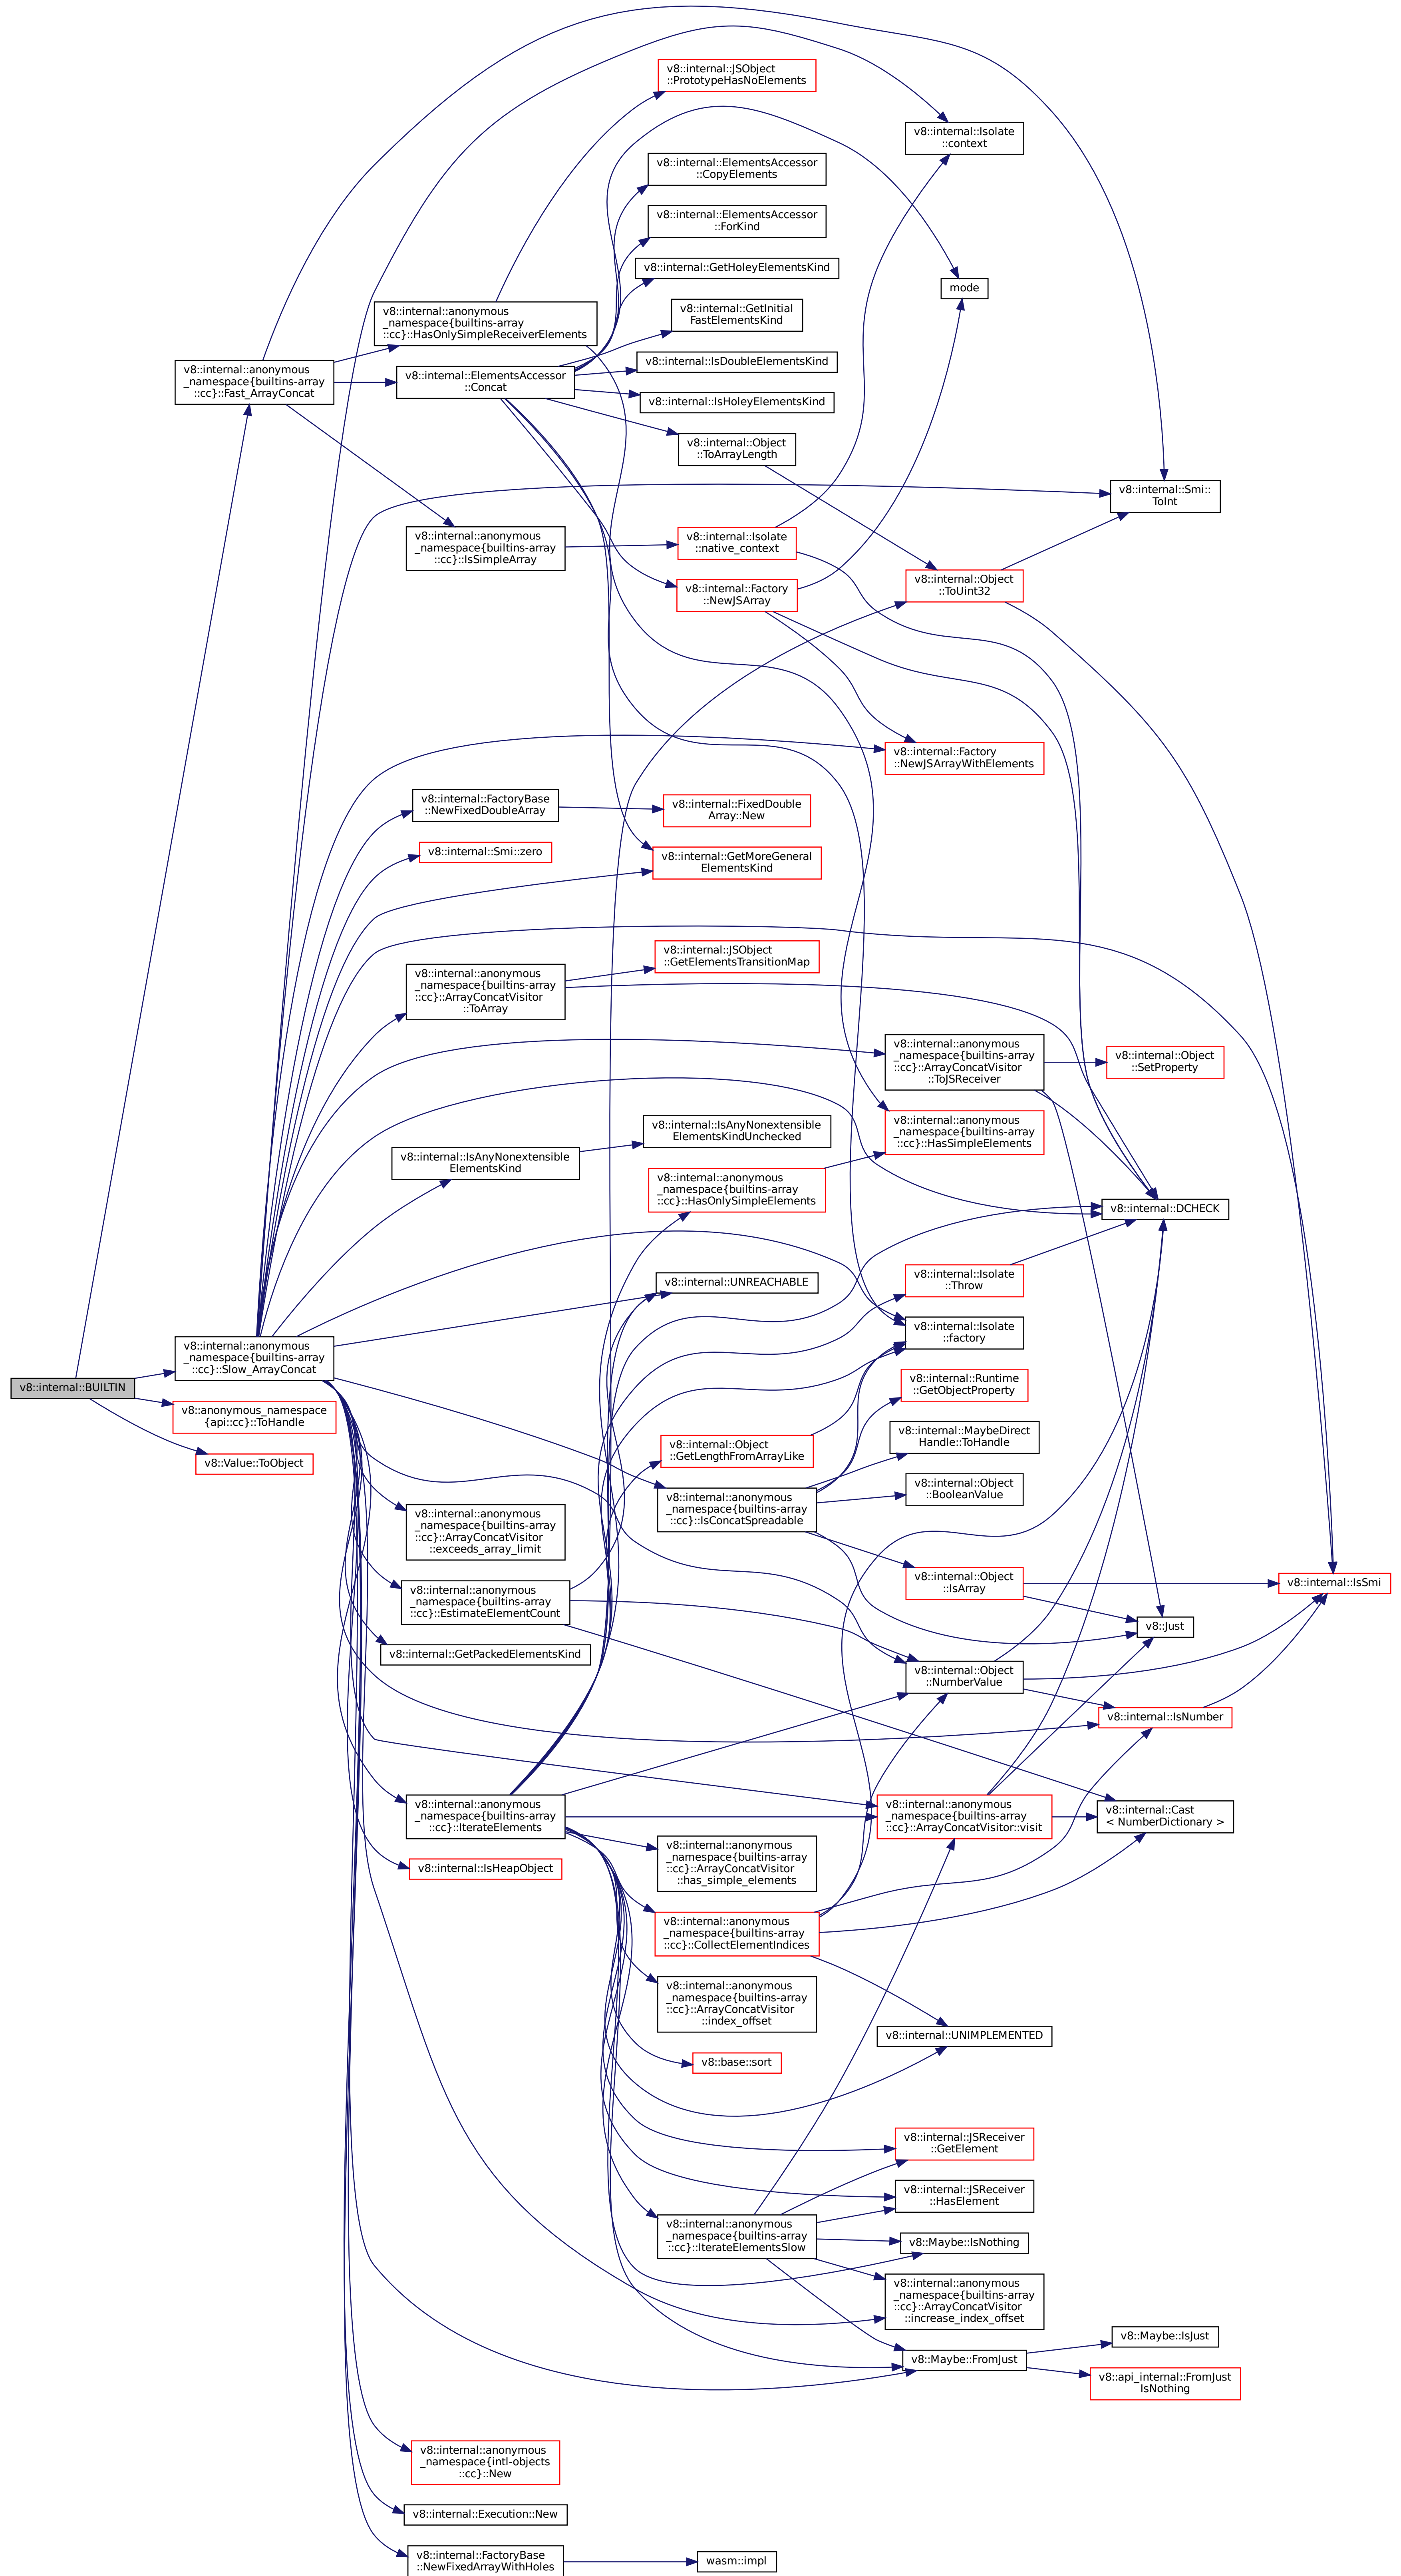 v8::internal::JSObject
::PrototypeHasNoElements
v8::internal::Isolate
::context
v8::internal::ElementsAccessor
::CopyElements
v8::internal::ElementsAccessor
::ForKind
v8::internal::GetHoleyElementsKind
mode
v8::internal::anonymous
_namespace{builtins-array
::cc}::HasOnlySimpleReceiverElements
v8::internal::GetInitial
FastElementsKind
v8::internal::IsDoubleElementsKind
v8::internal::anonymous
_namespace{builtins-array
::cc}::Fast_ArrayConcat
v8::internal::ElementsAccessor
::Concat
v8::internal::IsHoleyElementsKind
v8::internal::Object
::ToArrayLength
v8::internal::Smi::
ToInt
v8::internal::anonymous
_namespace{builtins-array
::cc}::IsSimpleArray
v8::internal::Isolate
::native_context
v8::internal::Factory
::NewJSArray
v8::internal::Object
::ToUint32
v8::internal::Factory
::NewJSArrayWithElements
v8::internal::FactoryBase
::NewFixedDoubleArray
v8::internal::FixedDouble
Array::New
v8::internal::Smi::zero
v8::internal::GetMoreGeneral
ElementsKind
v8::internal::JSObject
::GetElementsTransitionMap
v8::internal::anonymous
_namespace{builtins-array
::cc}::ArrayConcatVisitor
::ToArray
v8::internal::anonymous
_namespace{builtins-array
::cc}::ArrayConcatVisitor
::ToJSReceiver
v8::internal::Object
::SetProperty
v8::internal::IsAnyNonextensible
ElementsKindUnchecked
v8::internal::anonymous
_namespace{builtins-array
::cc}::HasSimpleElements
v8::internal::IsAnyNonextensible
ElementsKind
v8::internal::anonymous
_namespace{builtins-array
::cc}::HasOnlySimpleElements
v8::internal::DCHECK
v8::internal::UNREACHABLE
v8::internal::Isolate
::Throw
v8::internal::Isolate
::factory
v8::internal::anonymous
_namespace{builtins-array
::cc}::Slow_ArrayConcat
v8::internal::BUILTIN
v8::internal::Runtime
::GetObjectProperty
v8::anonymous_namespace
{api::cc}::ToHandle
v8::internal::MaybeDirect
Handle::ToHandle
v8::Value::ToObject
v8::internal::Object
::GetLengthFromArrayLike
v8::internal::anonymous
_namespace{builtins-array
::cc}::IsConcatSpreadable
v8::internal::Object
::BooleanValue
v8::internal::anonymous
_namespace{builtins-array
::cc}::ArrayConcatVisitor
::exceeds_array_limit
v8::internal::Object
::IsArray
v8::internal::IsSmi
v8::internal::anonymous
_namespace{builtins-array
::cc}::EstimateElementCount
v8::Just
v8::internal::GetPackedElementsKind
v8::internal::Object
::NumberValue
v8::internal::IsNumber
v8::internal::anonymous
_namespace{builtins-array
::cc}::IterateElements
v8::internal::anonymous
_namespace{builtins-array
::cc}::ArrayConcatVisitor::visit
v8::internal::Cast
< NumberDictionary >
v8::internal::IsHeapObject
v8::internal::anonymous
_namespace{builtins-array
::cc}::ArrayConcatVisitor
::has_simple_elements
v8::internal::anonymous
_namespace{builtins-array
::cc}::CollectElementIndices
v8::internal::anonymous
_namespace{builtins-array
::cc}::ArrayConcatVisitor
::index_offset
v8::internal::UNIMPLEMENTED
v8::base::sort
v8::internal::JSReceiver
::GetElement
v8::internal::JSReceiver
::HasElement
v8::internal::anonymous
_namespace{builtins-array
::cc}::IterateElementsSlow
v8::Maybe::IsNothing
v8::internal::anonymous
_namespace{builtins-array
::cc}::ArrayConcatVisitor
::increase_index_offset
v8::Maybe::FromJust
v8::Maybe::IsJust
v8::api_internal::FromJust
IsNothing
v8::internal::anonymous
_namespace{intl-objects
::cc}::New
v8::internal::Execution::New
v8::internal::FactoryBase
::NewFixedArrayWithHoles
wasm::impl